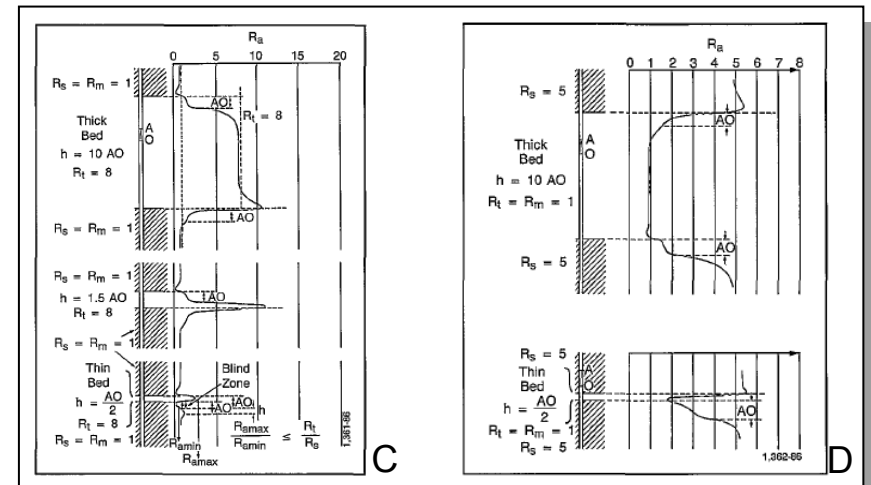 Ra
0 5 10 15 20
Rs = Rm = 1
AO
Rt = 8
Thick
Bed
A
O
h = 10 AO
Rt = 8
AO
Rs = Rm = 1
Rs = Rm = 1
AO
h = 1.5 AO
Rt = 8
Rs = Rm = 1
Thin
Bed
Blind
Zone
h = AO/2
AO
AO
h
Rt = 8
Rs = Rm = 1
Ramin
Ramax
Ramax/Ramin ≤ Rt/Rs
1,361-86
C
Ra
0 1 2 3 4 5 6 7 8
Rs = 5
AO
A
O
Thick
Bed
h = 10 AO
Rt = Rm = 1
AO
Rs = 5
Rs = 5
Thin
Bed
A
O
h = AO/2
AO
Rt = Rm = 1
Rs = 5
1,362-86
D